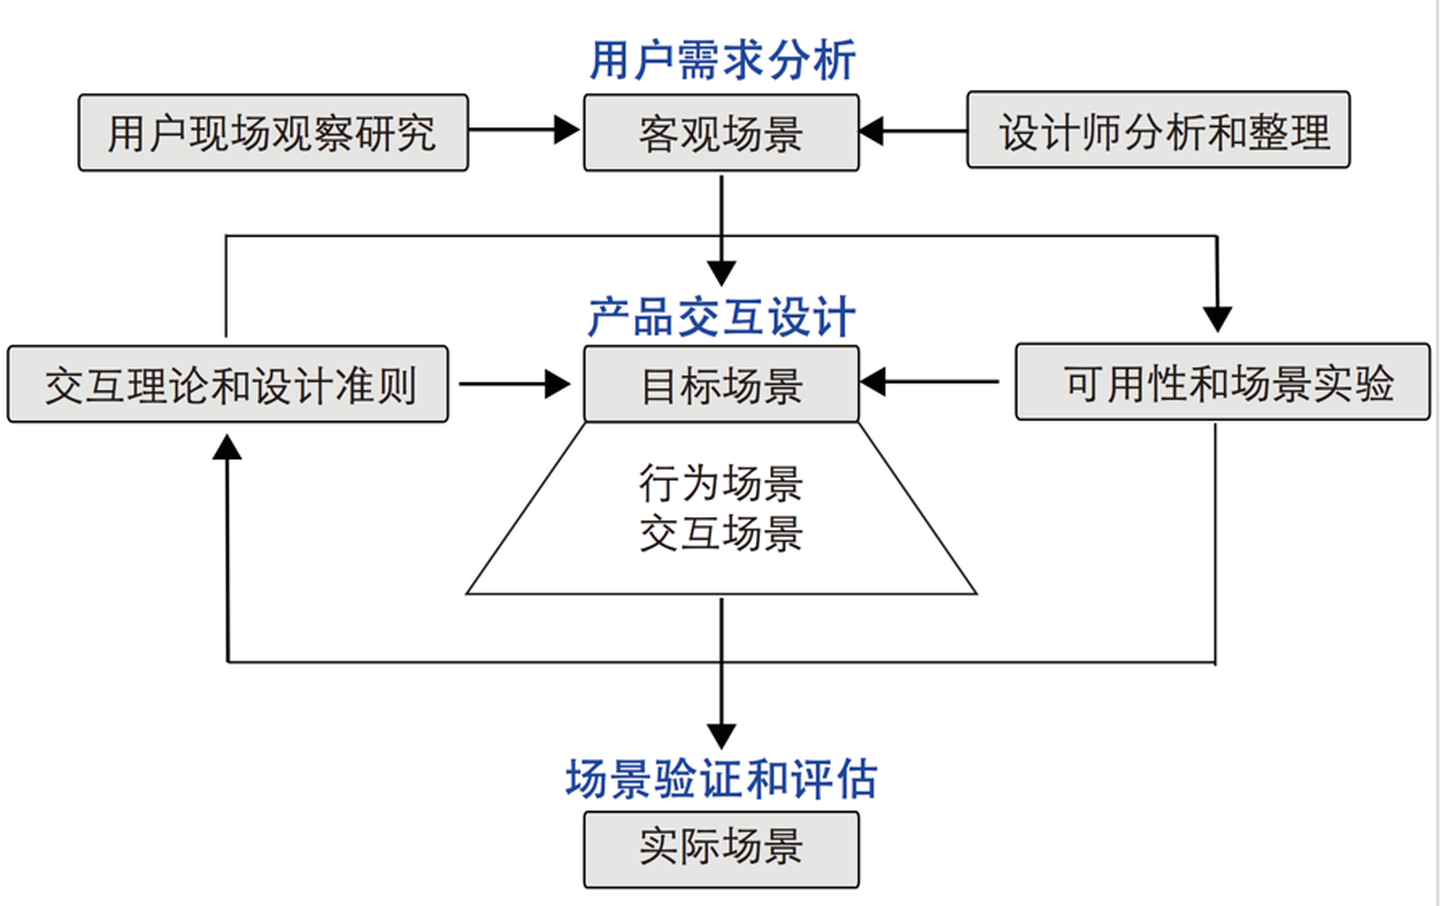 用户需求分析
用户现场观察研究
客观场景
设计师分析和整理
产品交互设计
交互理论和设计准则
目标场景
可用性和场景实验
行为场景
交互场景
场景验证和评估
实际场景